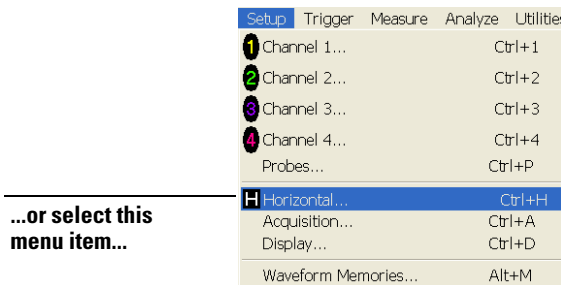 Setup Trigger Measure Analyze Utilitie
1 Channel 1... Ctrl+1
2 Channel 2... Ctrl+2
3 Channel 3... Ctrl+3
4 Channel 4... Ctrl+4
Probes... Ctrl+P
H Horizontal... Ctrl+H
Acquisition... Ctrl+A
Display... Ctrl+D
Waveform Memories... Alt+M
...or select this
menu item...